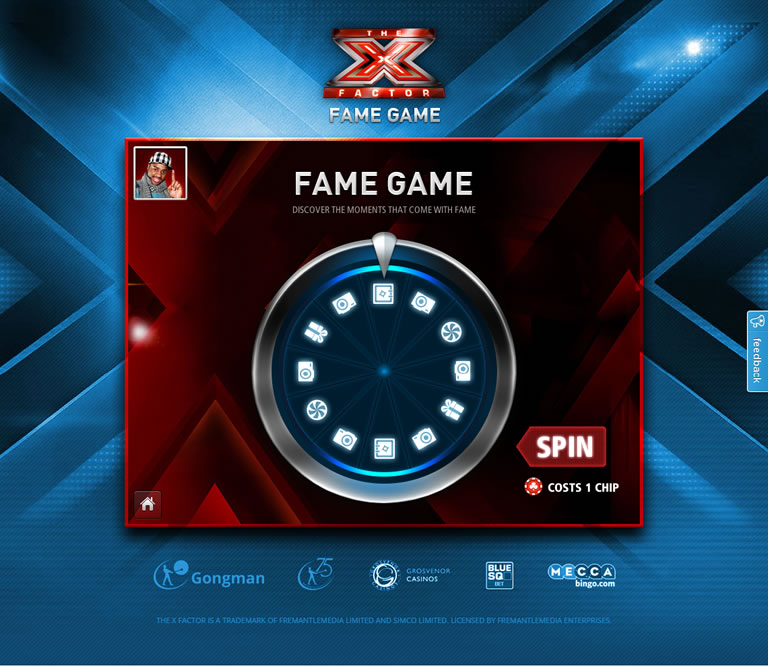 THE
X
FACTOR
FAME GAME
FAME GAME
DISCOVER THE MOMENTS THAT COME WITH FAME
feedback
SPIN
COSTS 1 CHIP
Gongman
75
GROSVENOR
CASINOS
BLUE
SQ
BET
MECCA
bingo.com
THE X FACTOR IS A TRADEMARK OF FREMANTLEMEDIA LIMITED AND SIMCO LIMITED. LICENSED BY FREMANTLEMEDIA ENTERPRISES.